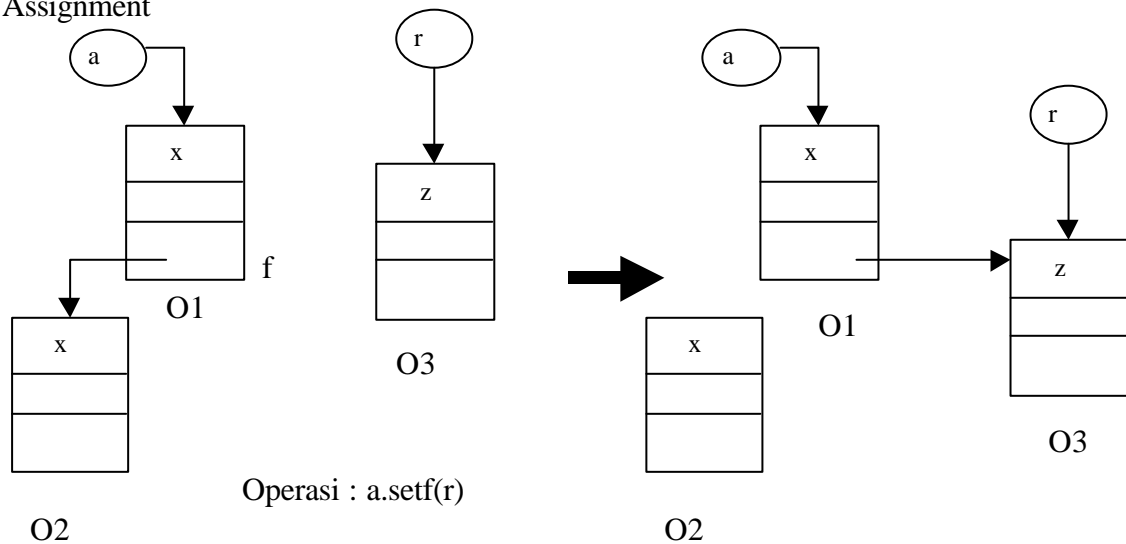 Assignment
a
r
a
r
x
z
x
z
f
O1
O1
x
x
O3
O3
Operasi : a.setf(r)
O2
O2